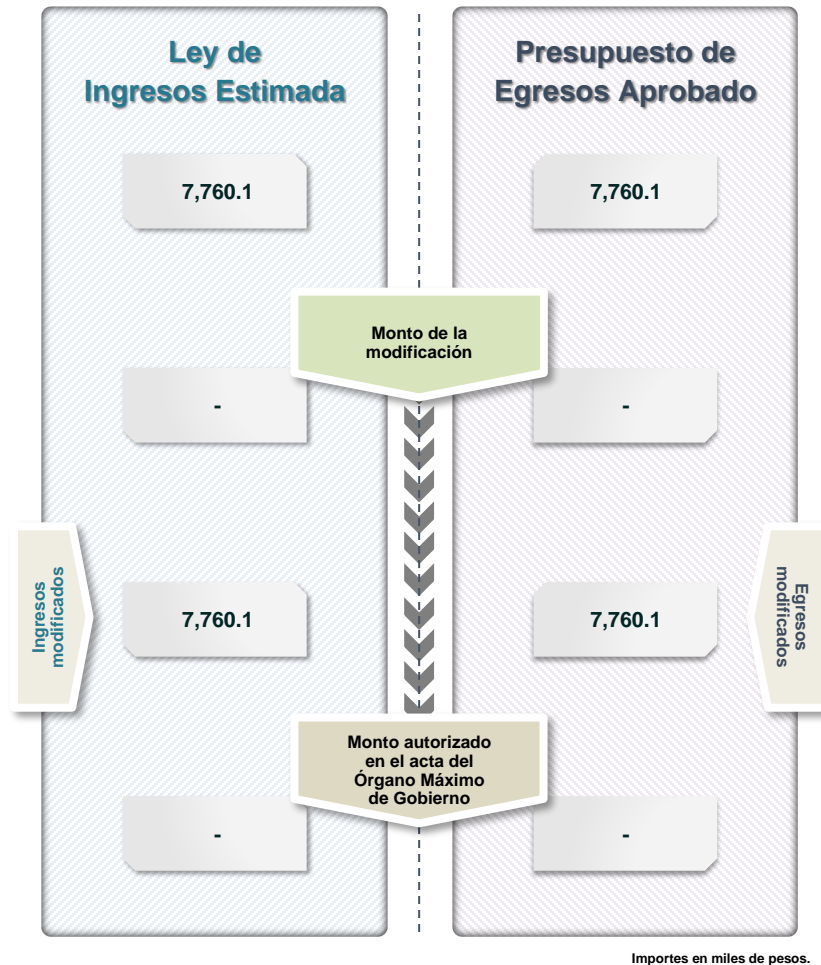 Ley de
Ingresos Estimada
Presupuesto de
Egresos Aprobado
7,760.1
7,760.1
Monto de la
modificación
-
-
Ingresos
modificados
7,760.1
7,760.1
Egresos
modificados
Monto autorizado
en el acta del
Órgano Máximo
de Gobierno
-
-
Importes en miles de pesos.